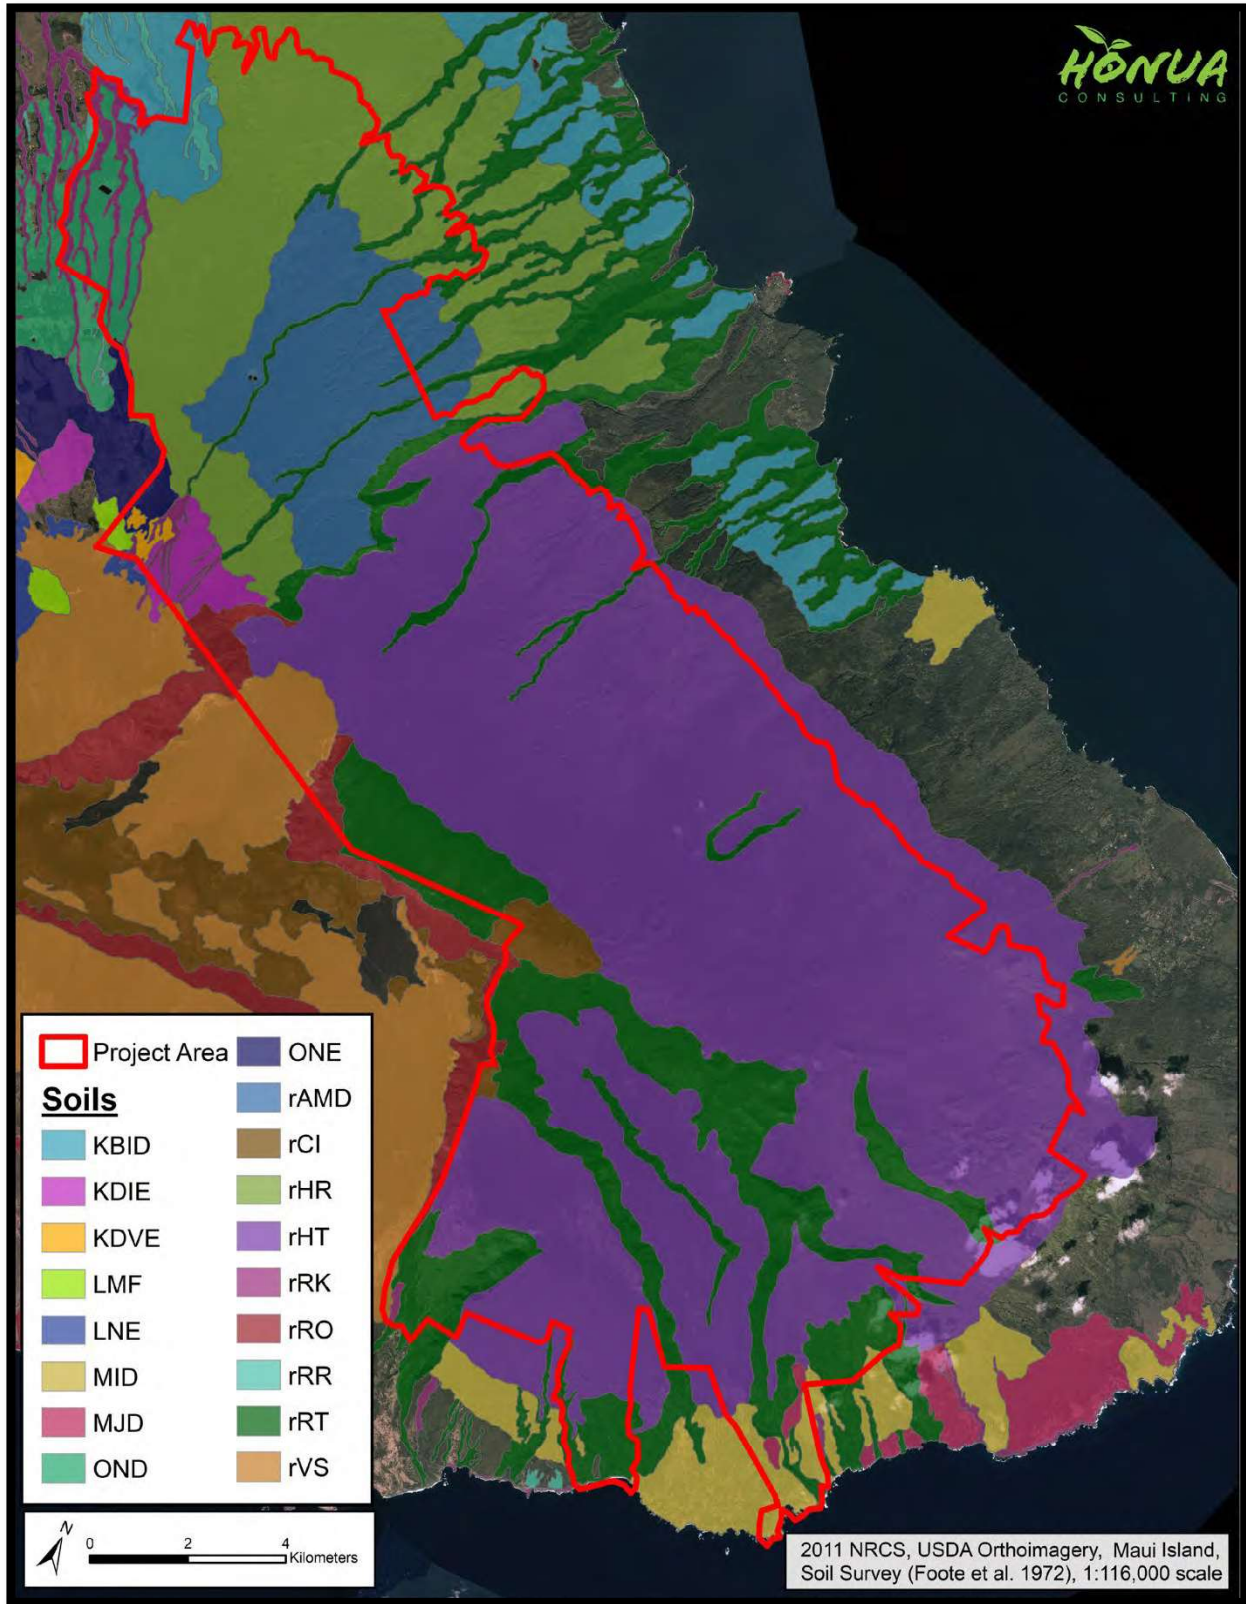 HONUA
CONSULTING
Project Area
Soils
KBID
KDIE
KDVE
LMF
LNE
MID
MJD
OND
ONE
rAMD
rCI
rHR
rHT
rRK
rRO
rRR
rRT
rVS
N
0 2 4
Kilometers
2011 NRCS, USDA Orthoimagery, Maui Island,
Soil Survey (Foote et al. 1972), 1:116,000 scale